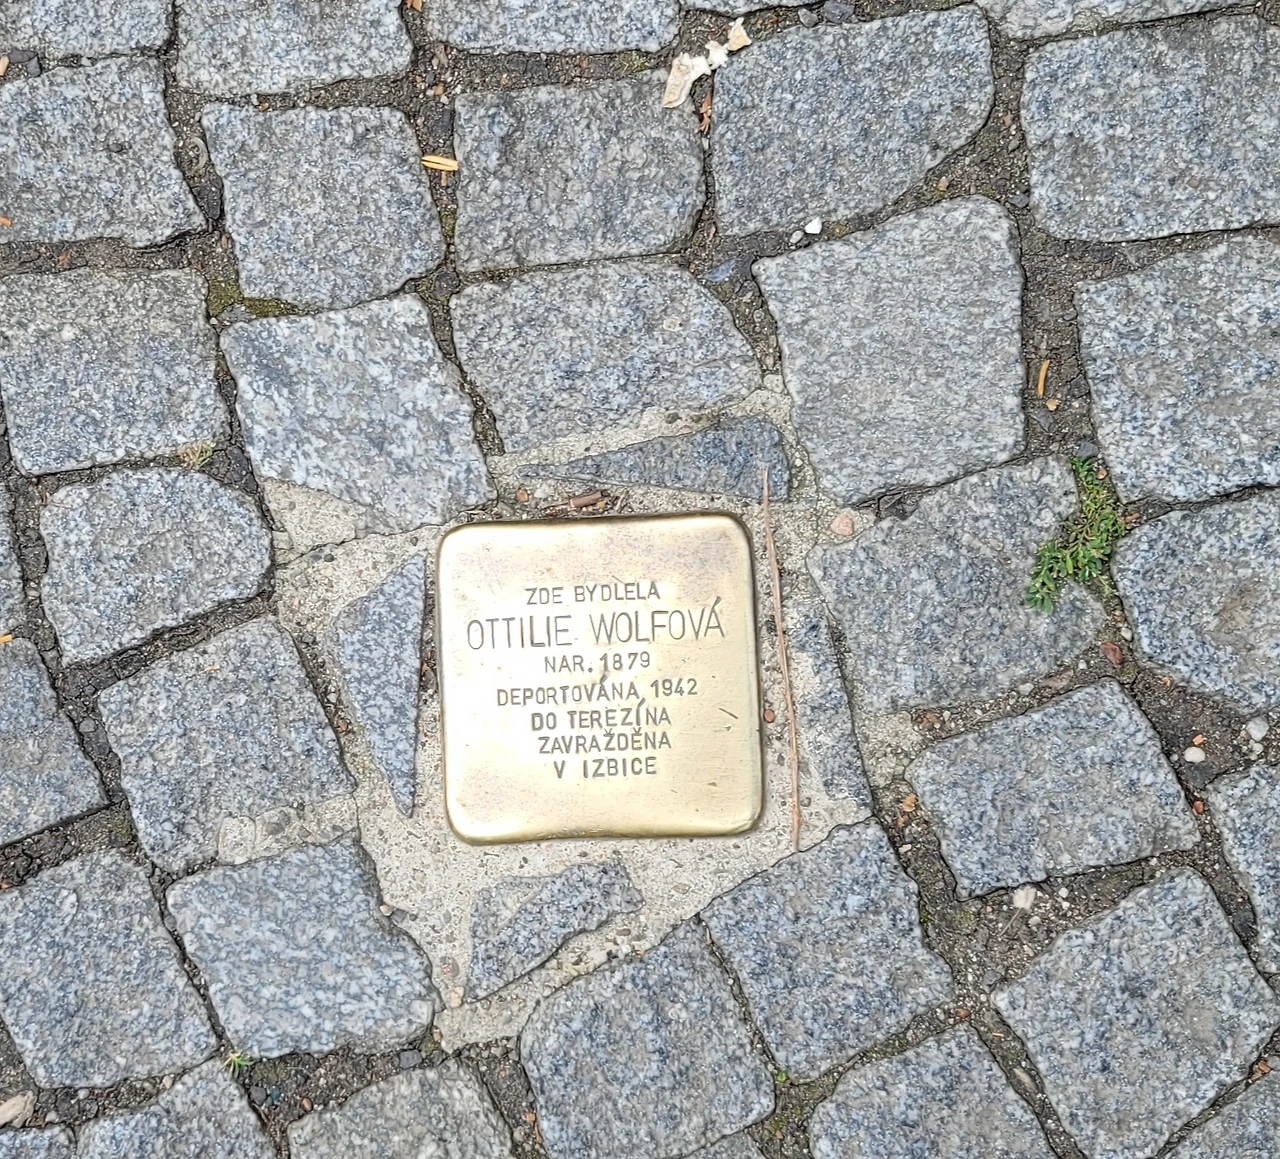 ZDE BYDLELA
OTTILIE WOLFOVÁ
NAR. 1879
DEPORTOVÁNA 1942
DO TEREZÍNA
ZAVRAŽDĚNA
V IZBICE